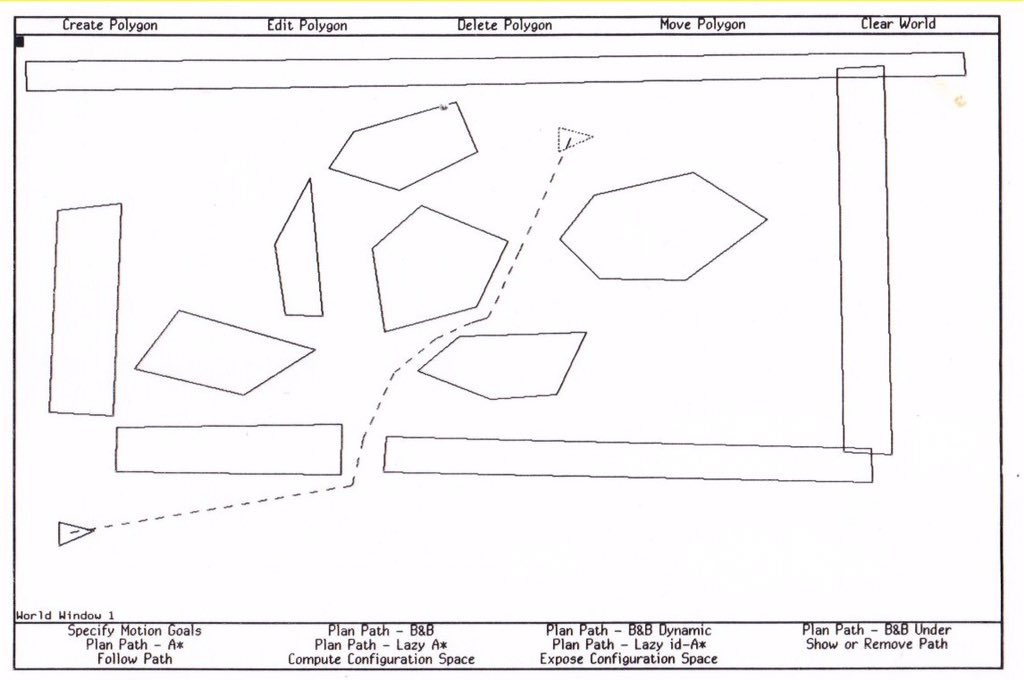 Create Polygon Edit Polygon Delete Polygon Move Polygon Clear World
World Window 1
Specify Motion Goals Plan Path - B&B Plan Path - B&B Dynamic Plan Path - B&B Under
Plan Path - A* Plan Path - Lazy A* Plan Path - Lazy id-A* Show or Remove Path
Follow Path Compute Configuration Space Expose Configuration Space